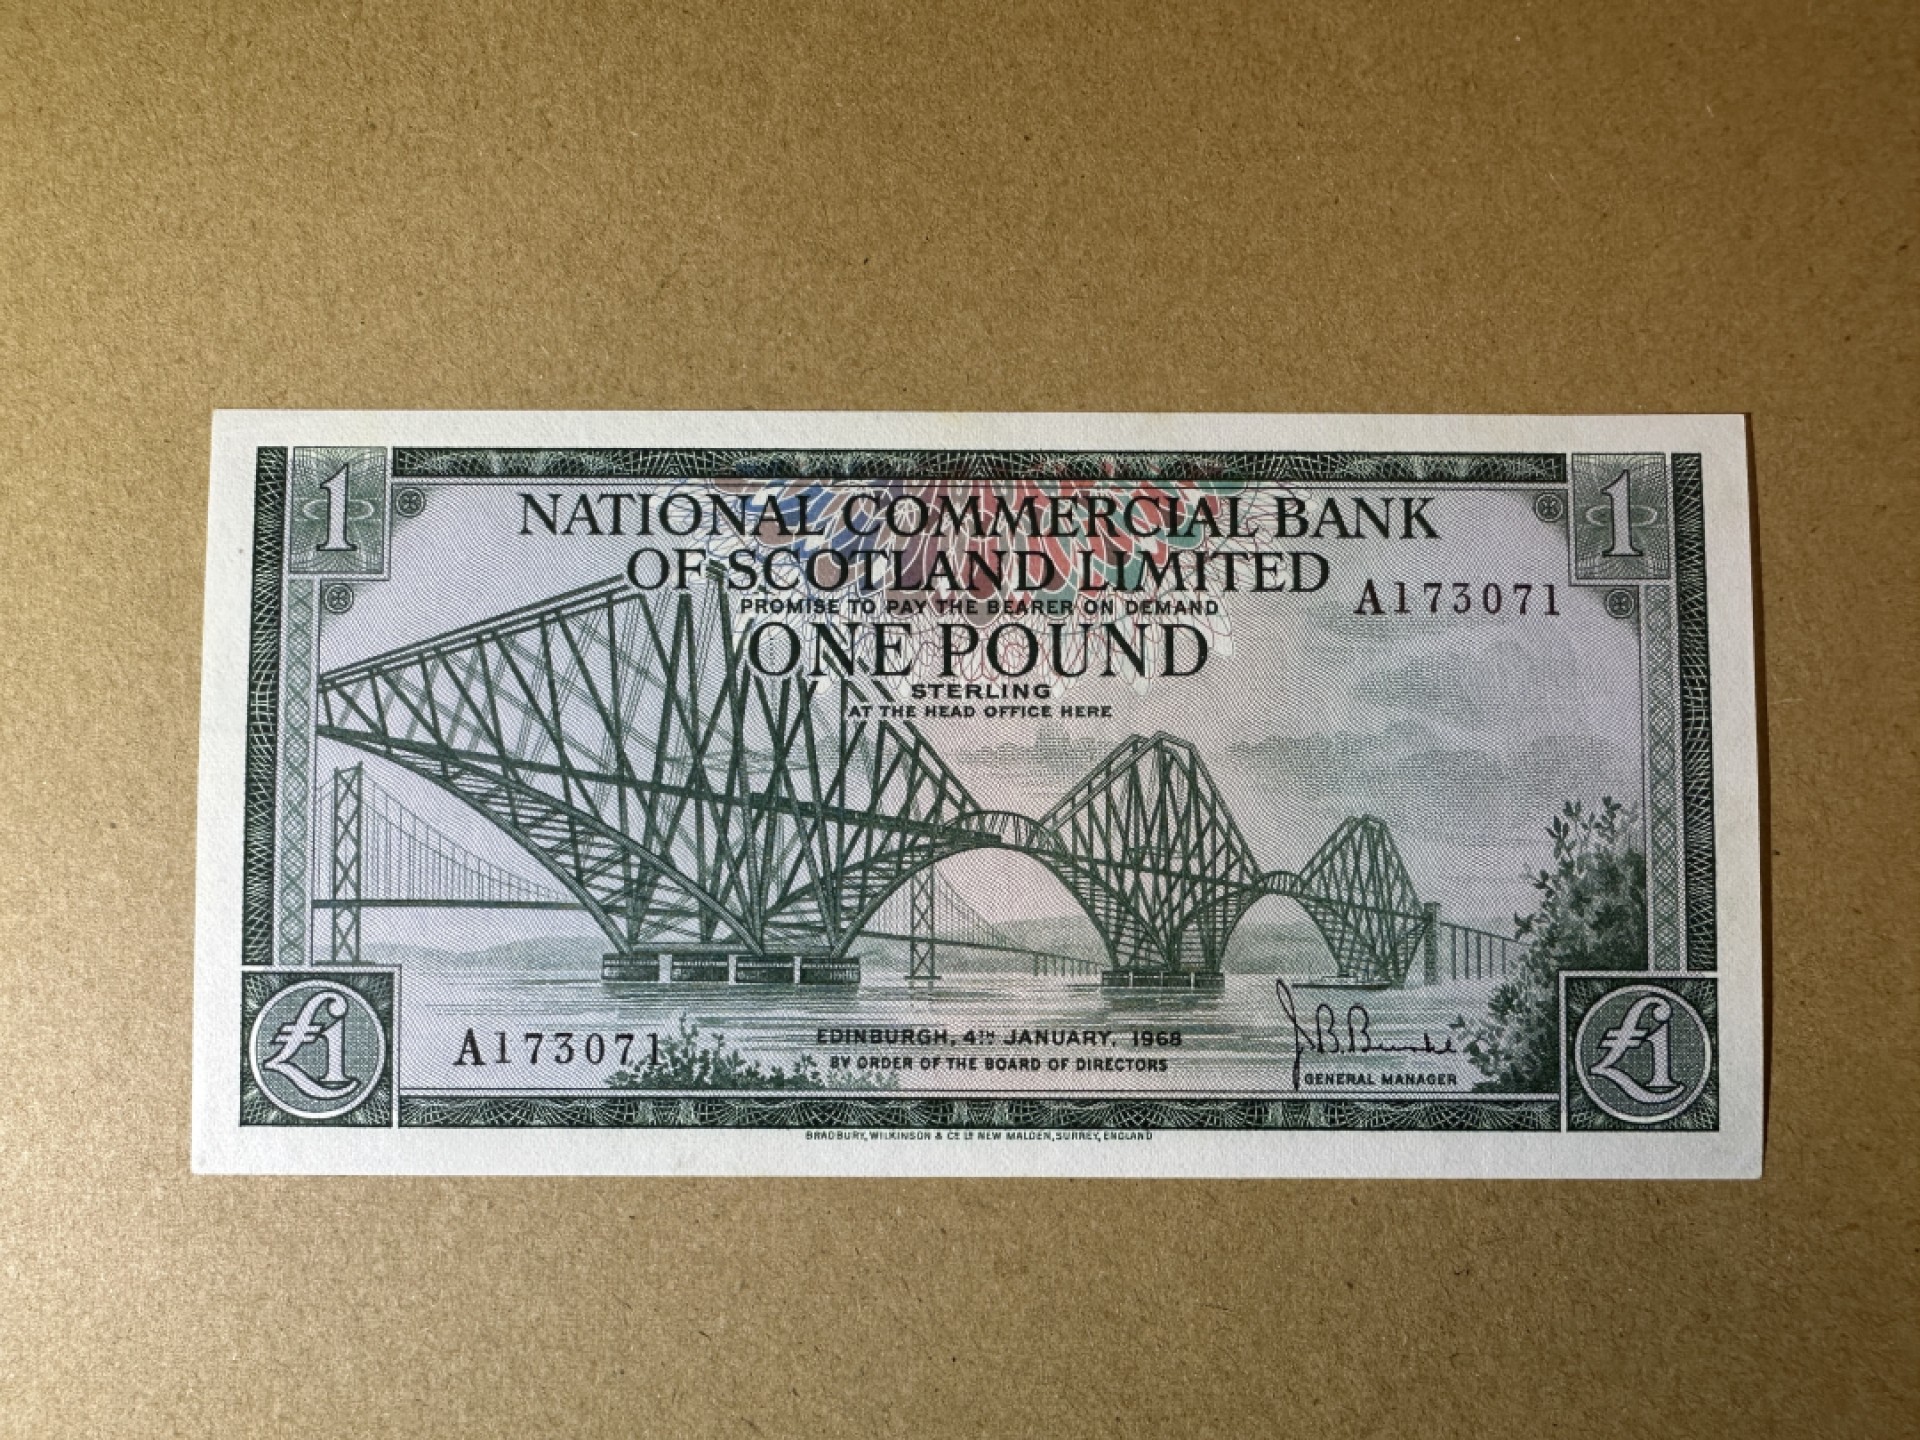 1
1
NATIONAL COMMERCIAL BANK
OF SCOTLAND LIMITED
PROMISE TO PAY THE BEARER ON DEMAND
A173071
ONE POUND
STERLING
AT THE HEAD OFFICE HERE
A173071
EDINBURGH, 4TH JANUARY, 1968
BY ORDER OF THE BOARD OF DIRECTORS
GENERAL MANAGER
£1
£1
BRADBURY, WILKINSON & Co Ld NEW MALDEN, SURREY, ENGLAND